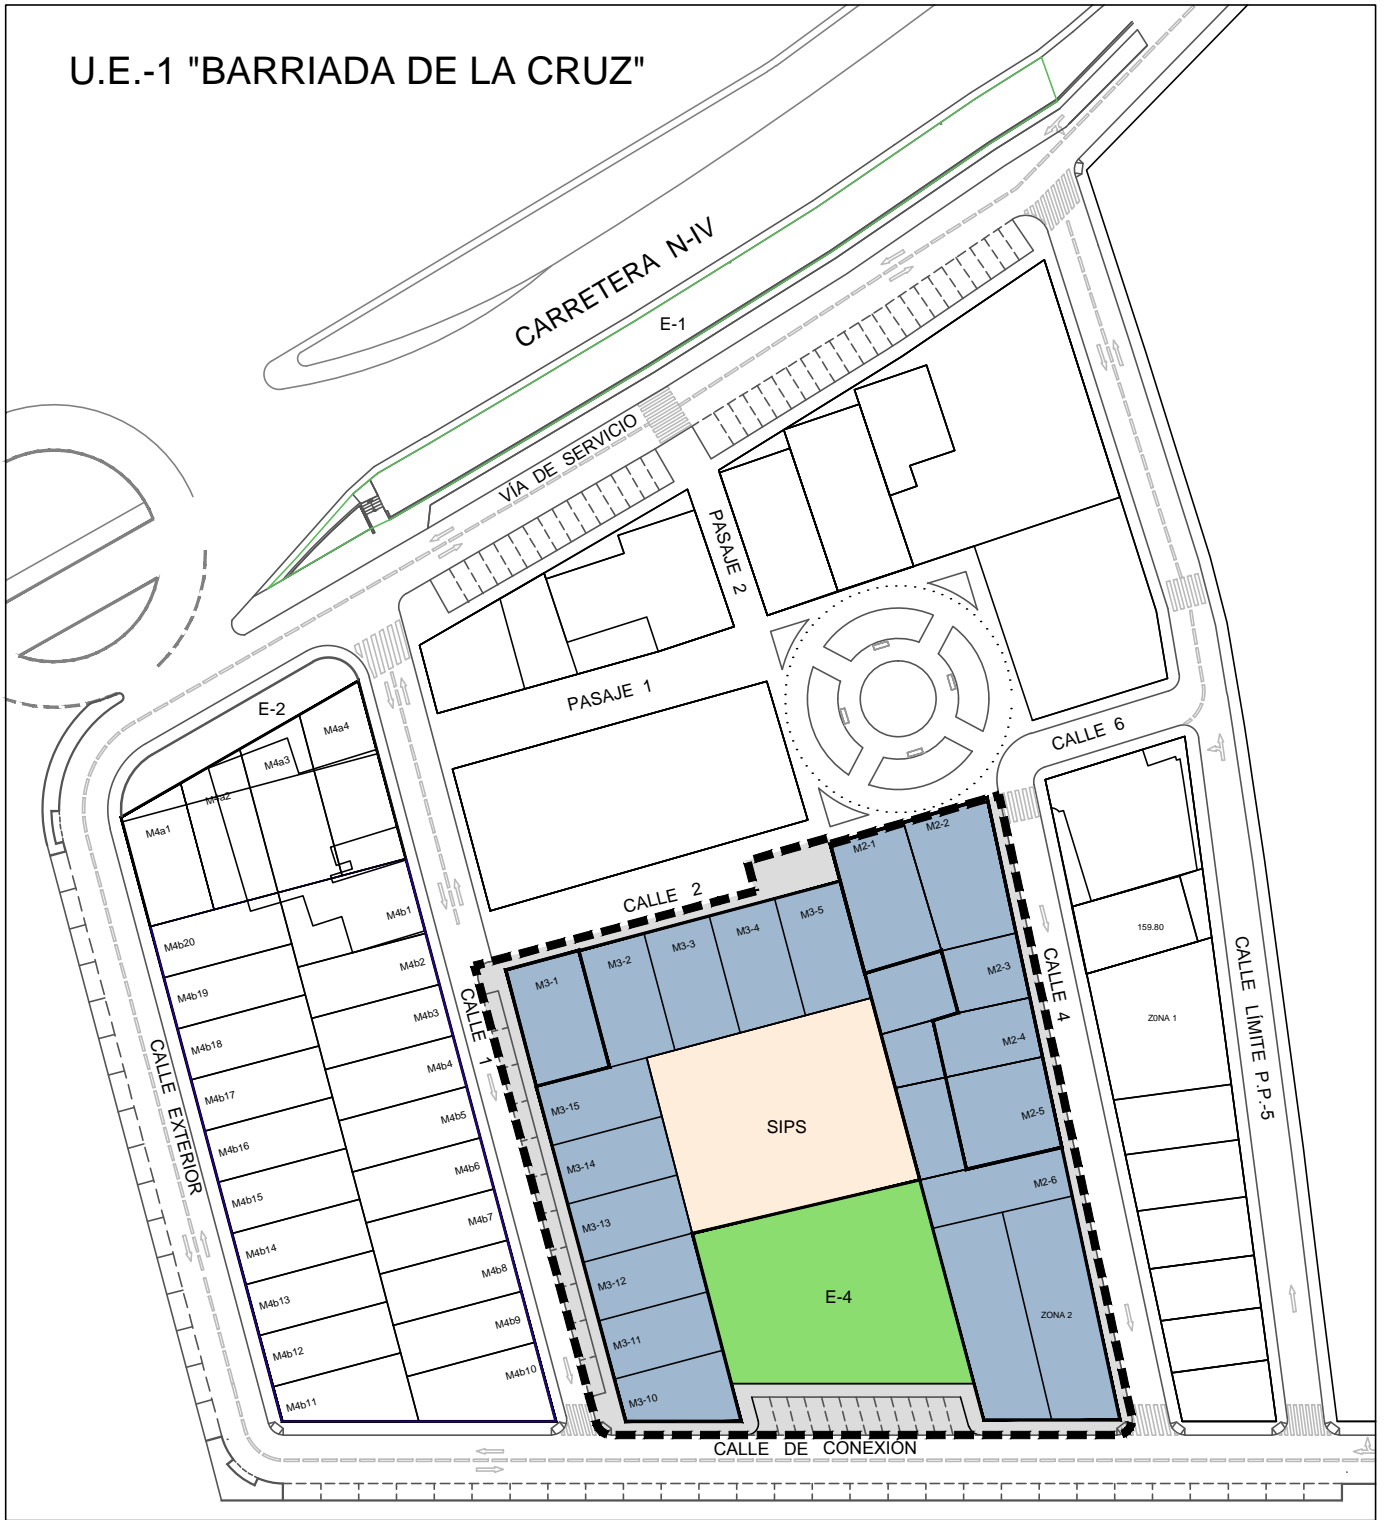 U.E.-1 "BARRIADA DE LA CRUZ"
CARRETERA N-IV
E-1
VÍA DE SERVICIO
PASAJE 2
PASAJE 1
E-2
M4a4
M4a3
M4a2
M4a1
CALLE 6
CALLE 2
M2-1
M2-2
M3-1
M3-2
M3-3
M3-4
M3-5
M4b1
M4b2
M4b3
M4b4
M4b5
M4b6
M4b7
M4b8
M4b9
M4b10
M4b20
M4b19
M4b18
M4b17
M4b16
M4b15
M4b14
M4b13
M4b12
M4b11
CALLE EXTERIOR
CALLE 1
M3-15
M3-14
M3-13
M3-12
M3-11
M3-10
SIPS
E-4
M2-3
M2-4
M2-5
M2-6
ZONA 2
CALLE 4
159.80
ZONA 1
CALLE LÍMITE P.P.-5
CALLE DE CONEXIÓN